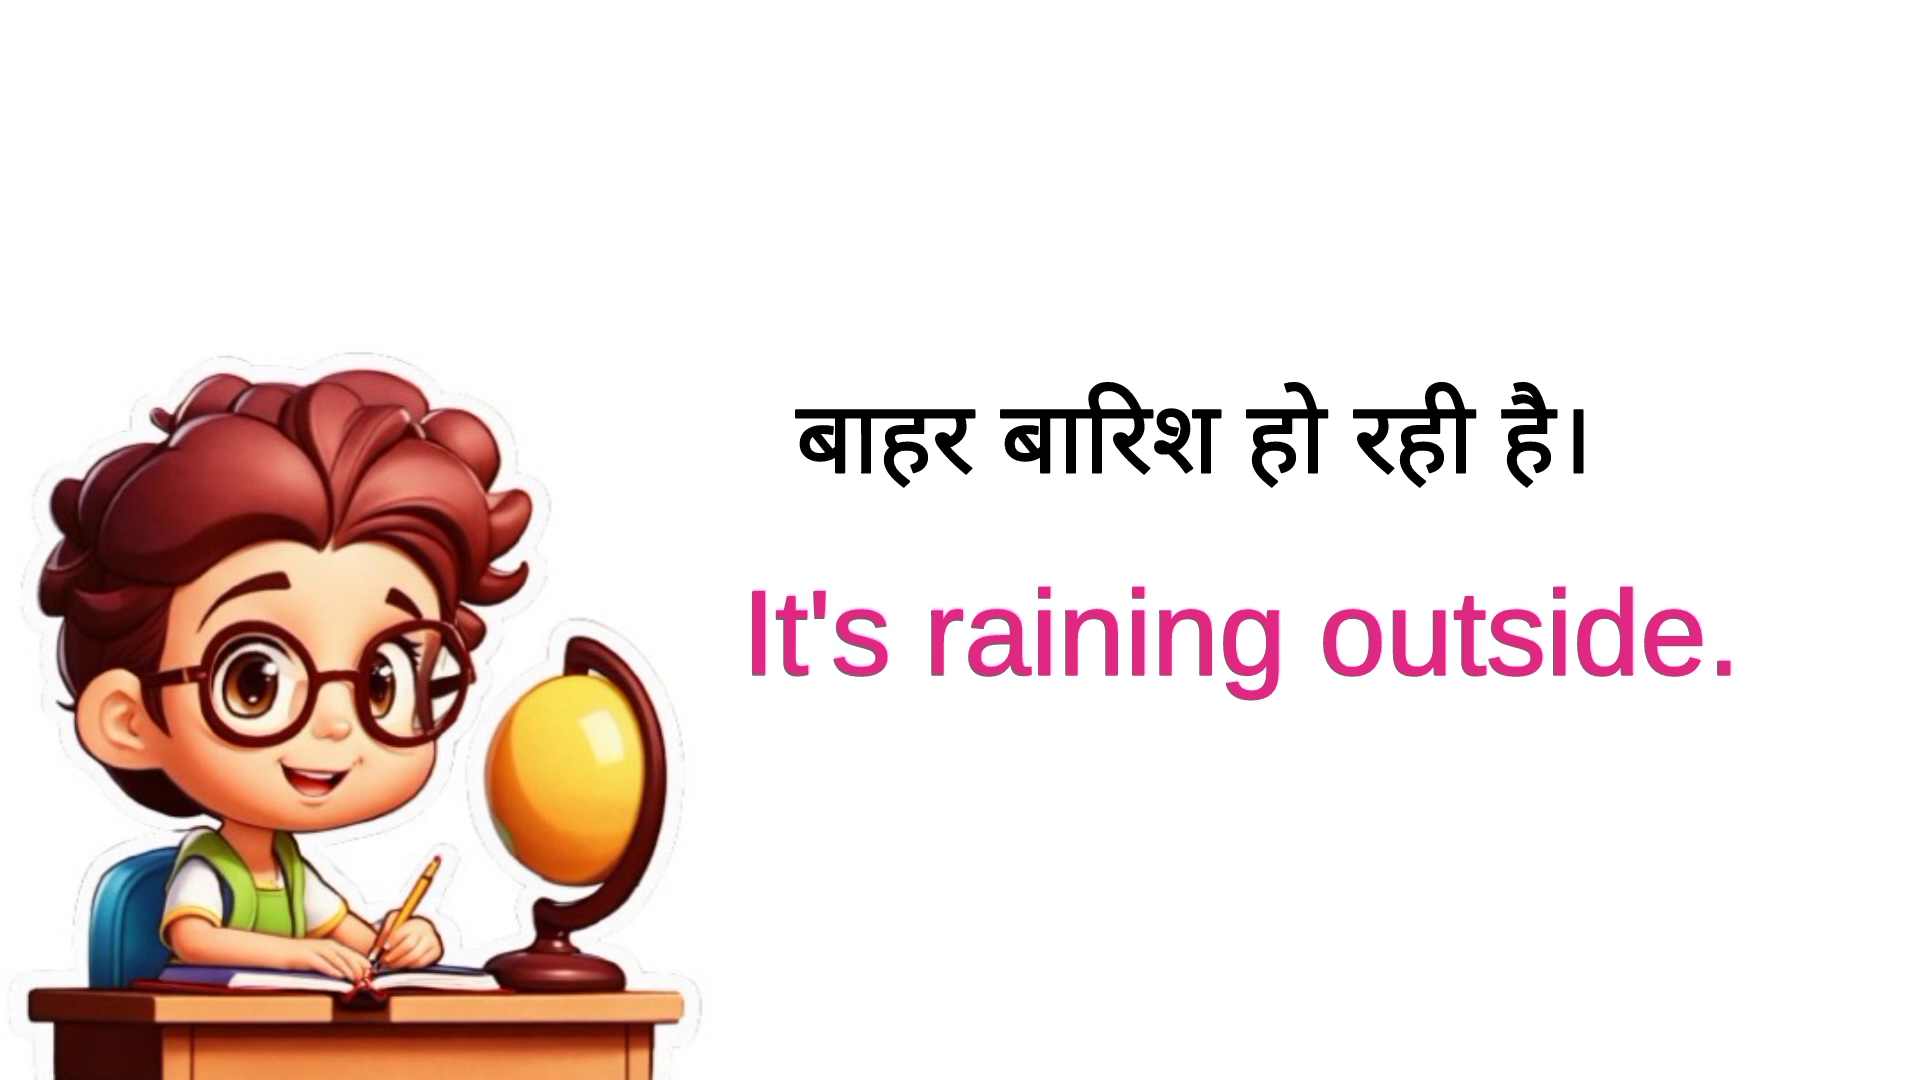 बाहर बारिश हो रही है।
It's raining outside.